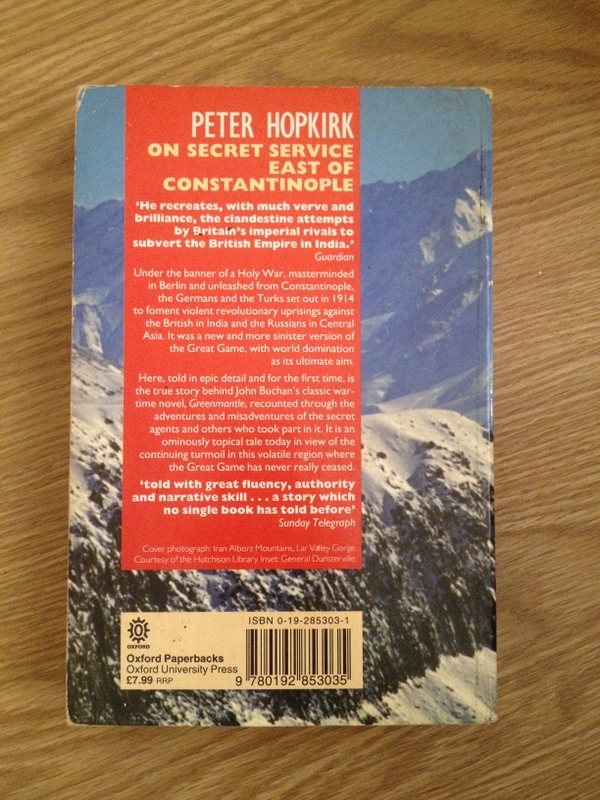 PETER HOPKIRK
ON SECRET SERVICE
EAST OF
CONSTANTINOPLE
'He recreates, with much verve and
brilliance, the clandestine attempts
by Britain's imperial rivals to
subvert the British Empire in India.'
Guardian
Under the banner of a Holy War, masterminded
in Berlin and unleashed from Constantinople,
the Germans and the Turks set out in 1914
to foment violent revolutionary uprisings against
the British in India and the Russians in Central
Asia. It was a new and more sinister version of
the Great Game, with world domination
as its ultimate aim.
Here, told in epic detail and for the first time, is
the true story behind John Buchan's classic war-
time novel, Greenmantle, recounted through the
adventures and misadventures of the secret
agents and others who took part in it. It is an
ominously topical tale today in view of the
continuing turmoil in this volatile region where
the Great Game has never really ceased.
'told with great fluency, authority
and narrative skill . . . a story which
no single book has told before'
Sunday Telegraph
Cover photograph: Iran Alborz Mountains, Lar Valley Gorge.
Courtesy of the Hutchison Library. Inset: General Dunsterville
ISBN 0-19-285303-1
OXFORD
Oxford Paperbacks
Oxford University Press
£7.99 RRP
9 780192 853035